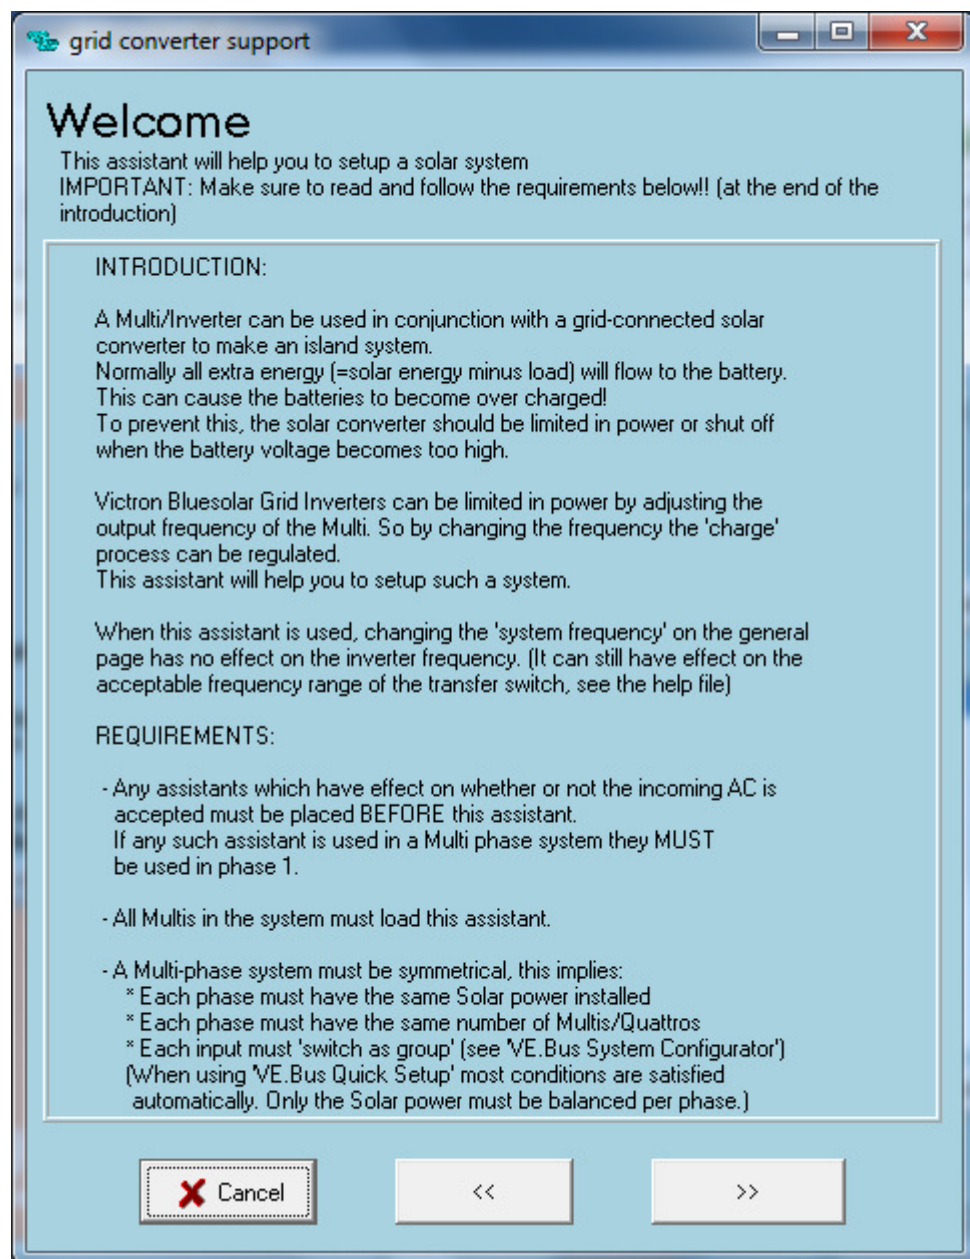 grid converter support
Welcome
This assistant will help you to setup a solar system
IMPORTANT: Make sure to read and follow the requirements below!! (at the end of the
introduction)
INTRODUCTION:
A Multi/Inverter can be used in conjunction with a grid-connected solar
converter to make an island system.
Normally all extra energy (=solar energy minus load) will flow to the battery.
This can cause the batteries to become over charged!
To prevent this, the solar converter should be limited in power or shut off
when the battery voltage becomes too high.
Victron Bluesolar Grid Inverters can be limited in power by adjusting the
output frequency of the Multi. So by changing the frequency the 'charge'
process can be regulated.
This assistant will help you to setup such a system.
When this assistant is used, changing the 'system frequency' on the general
page has no effect on the inverter frequency. (It can still have effect on the
acceptable frequency range of the transfer switch, see the help file)
REQUIREMENTS:
- Any assistants which have effect on whether or not the incoming AC is
accepted must be placed BEFORE this assistant.
If any such assistant is used in a Multi phase system they MUST
be used in phase 1.
- All Multis in the system must load this assistant.
- A Multi-phase system must be symmetrical, this implies:
* Each phase must have the same Solar power installed
* Each phase must have the same number of Multis/Quattros
* Each input must 'switch as group' (see 'VE.Bus System Configurator')
(When using 'VE.Bus Quick Setup' most conditions are satisfied
automatically. Only the Solar power must be balanced per phase.)
Cancel
<<
>>